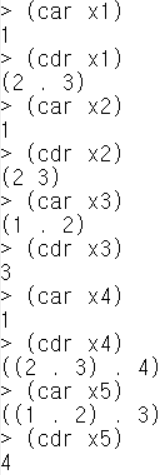 > (car x1)
1
> (cdr x1)
(2 . 3)
> (car x2)
1
> (cdr x2)
(2 3)
> (car x3)
(1 . 2)
> (cdr x3)
3
> (car x4)
1
> (cdr x4)
((2 . 3) . 4)
> (car x5)
((1 . 2) . 3)
> (cdr x5)
4